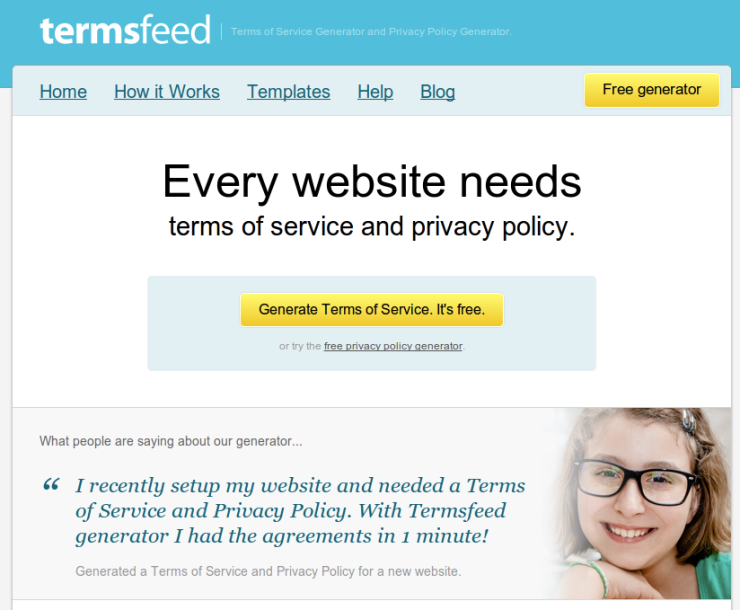 termsfeed Terms of Service Generator and Privacy Policy Generator.
Home How it Works Templates Help Blog Free generator
Every website needs
terms of service and privacy policy.
Generate Terms of Service. It's free.
or try the free privacy policy generator.
What people are saying about our generator...
“ I recently setup my website and needed a Terms
of Service and Privacy Policy. With Termsfeed
generator I had the agreements in 1 minute!
Generated a Terms of Service and Privacy Policy for a new website.